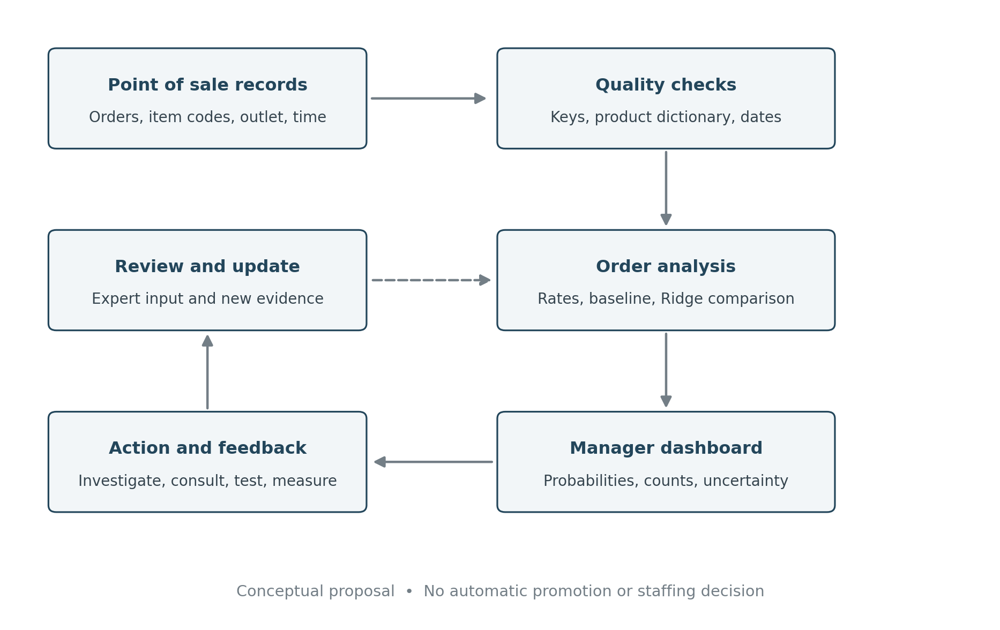 Point of sale records
Orders, item codes, outlet, time
Quality checks
Keys, product dictionary, dates
Review and update
Expert input and new evidence
Order analysis
Rates, baseline, Ridge comparison
Action and feedback
Investigate, consult, test, measure
Manager dashboard
Probabilities, counts, uncertainty
Conceptual proposal • No automatic promotion or staffing decision